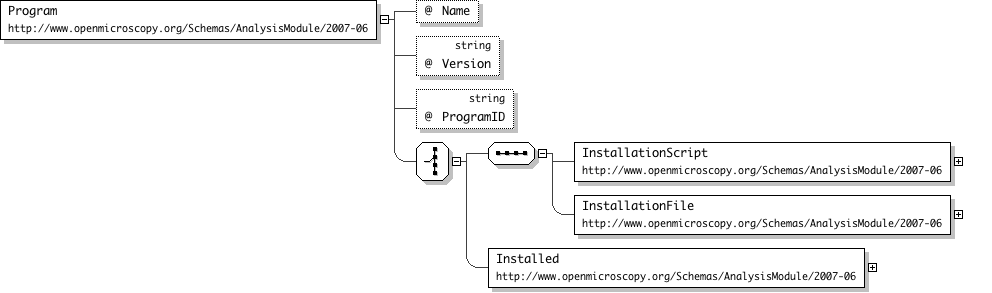 Program
http://www.openmicroscopy.org/Schemas/AnalysisModule/2007-06
@ Name
string
@ Version
string
@ ProgramID
InstallationScript
http://www.openmicroscopy.org/Schemas/AnalysisModule/2007-06
InstallationFile
http://www.openmicroscopy.org/Schemas/AnalysisModule/2007-06
Installed
http://www.openmicroscopy.org/Schemas/AnalysisModule/2007-06